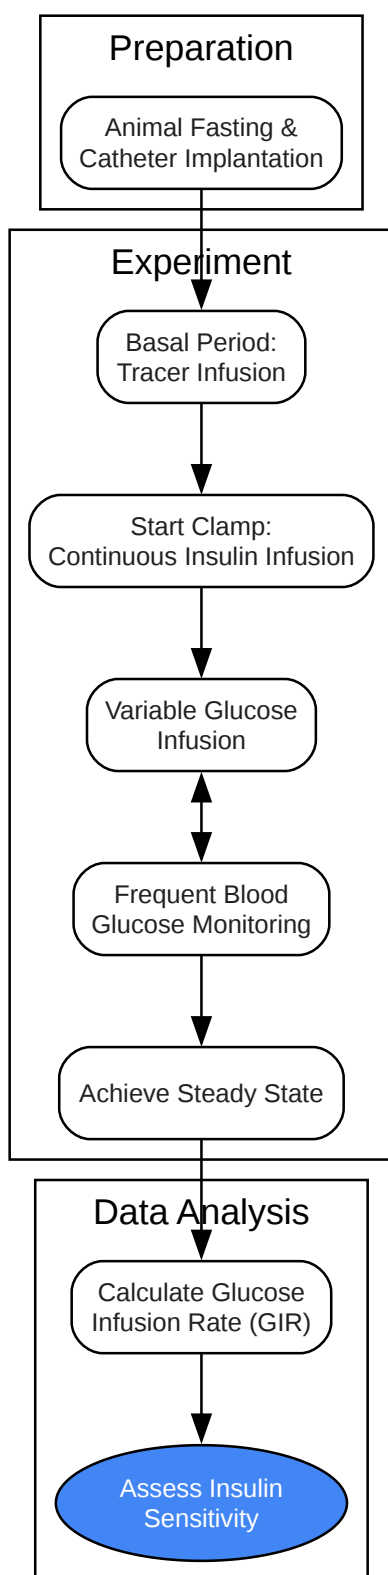 Preparation
Animal Fasting &
Catheter Implantation
Experiment
Basal Period:
Tracer Infusion
Start Clamp:
Continuous Insulin Infusion
Variable Glucose
Infusion
Frequent Blood
Glucose Monitoring
Achieve Steady State
Data Analysis
Calculate Glucose
Infusion Rate (GIR)
Assess Insulin
Sensitivity